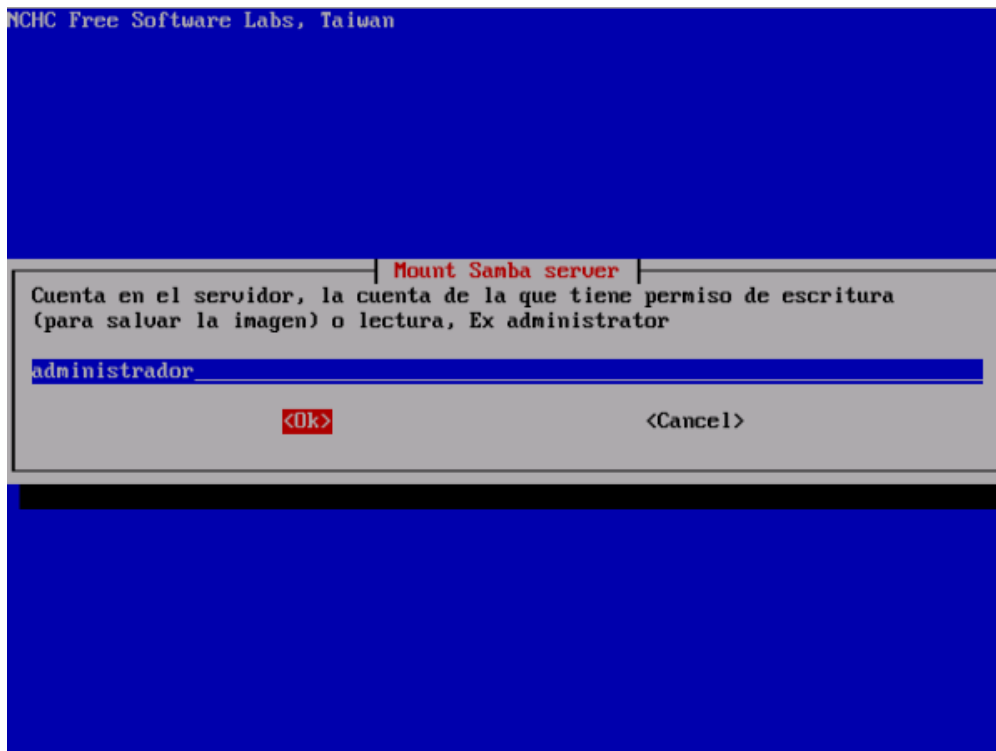 NCHC Free Software Labs, Taiwan
Mount Samba server
Cuenta en el servidor, la cuenta de la que tiene permiso de escritura
(para salvar la imagen) o lectura, Ex administrator
administrador
<Ok> <Cancel>